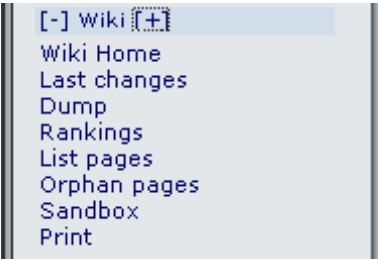 [-] Wiki [+]
Wiki Home
Last changes
Dump
Rankings
List pages
Orphan pages
Sandbox
Print